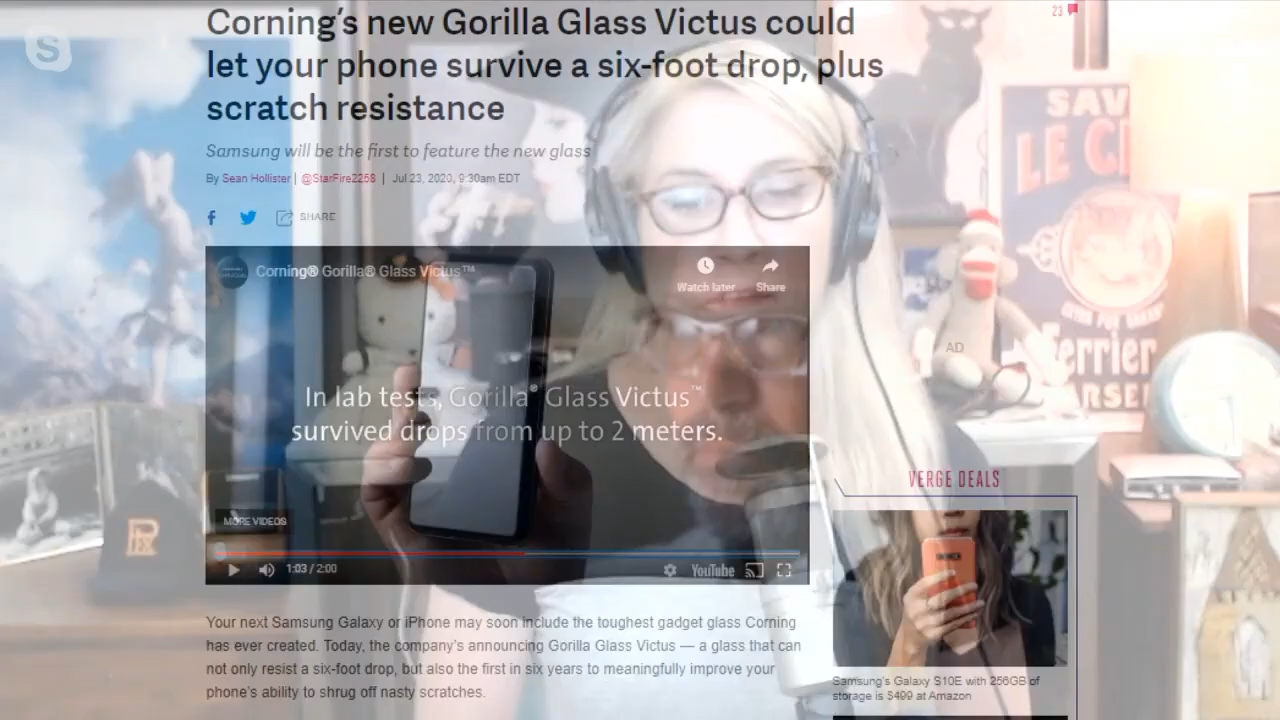 Corning's new Gorilla Glass Victus could
let your phone survive a six-foot drop, plus
scratch resistance
23
Samsung will be the first to feature the new glass
By Sean Hollister | @StarFire2258 | Jul 23, 2020, 9:30am EDT
SHARE
Corning® Gorilla® Glass Victus™
Watch later
Share
In lab tests, Gorilla® Glass Victus™
survived drops from up to 2 meters.
MORE VIDEOS
1:03 / 2:00
YouTube
Your next Samsung Galaxy or iPhone may soon include the toughest gadget glass Corning
has ever created. Today, the company's announcing Gorilla Glass Victus — a glass that can
not only resist a six-foot drop, but also the first in six years to meaningfully improve your
phone's ability to shrug off nasty scratches.
AD
VERGE DEALS
Samsung's Galaxy S10E with 256GB of
storage is $499 at Amazon
SAV
LE C